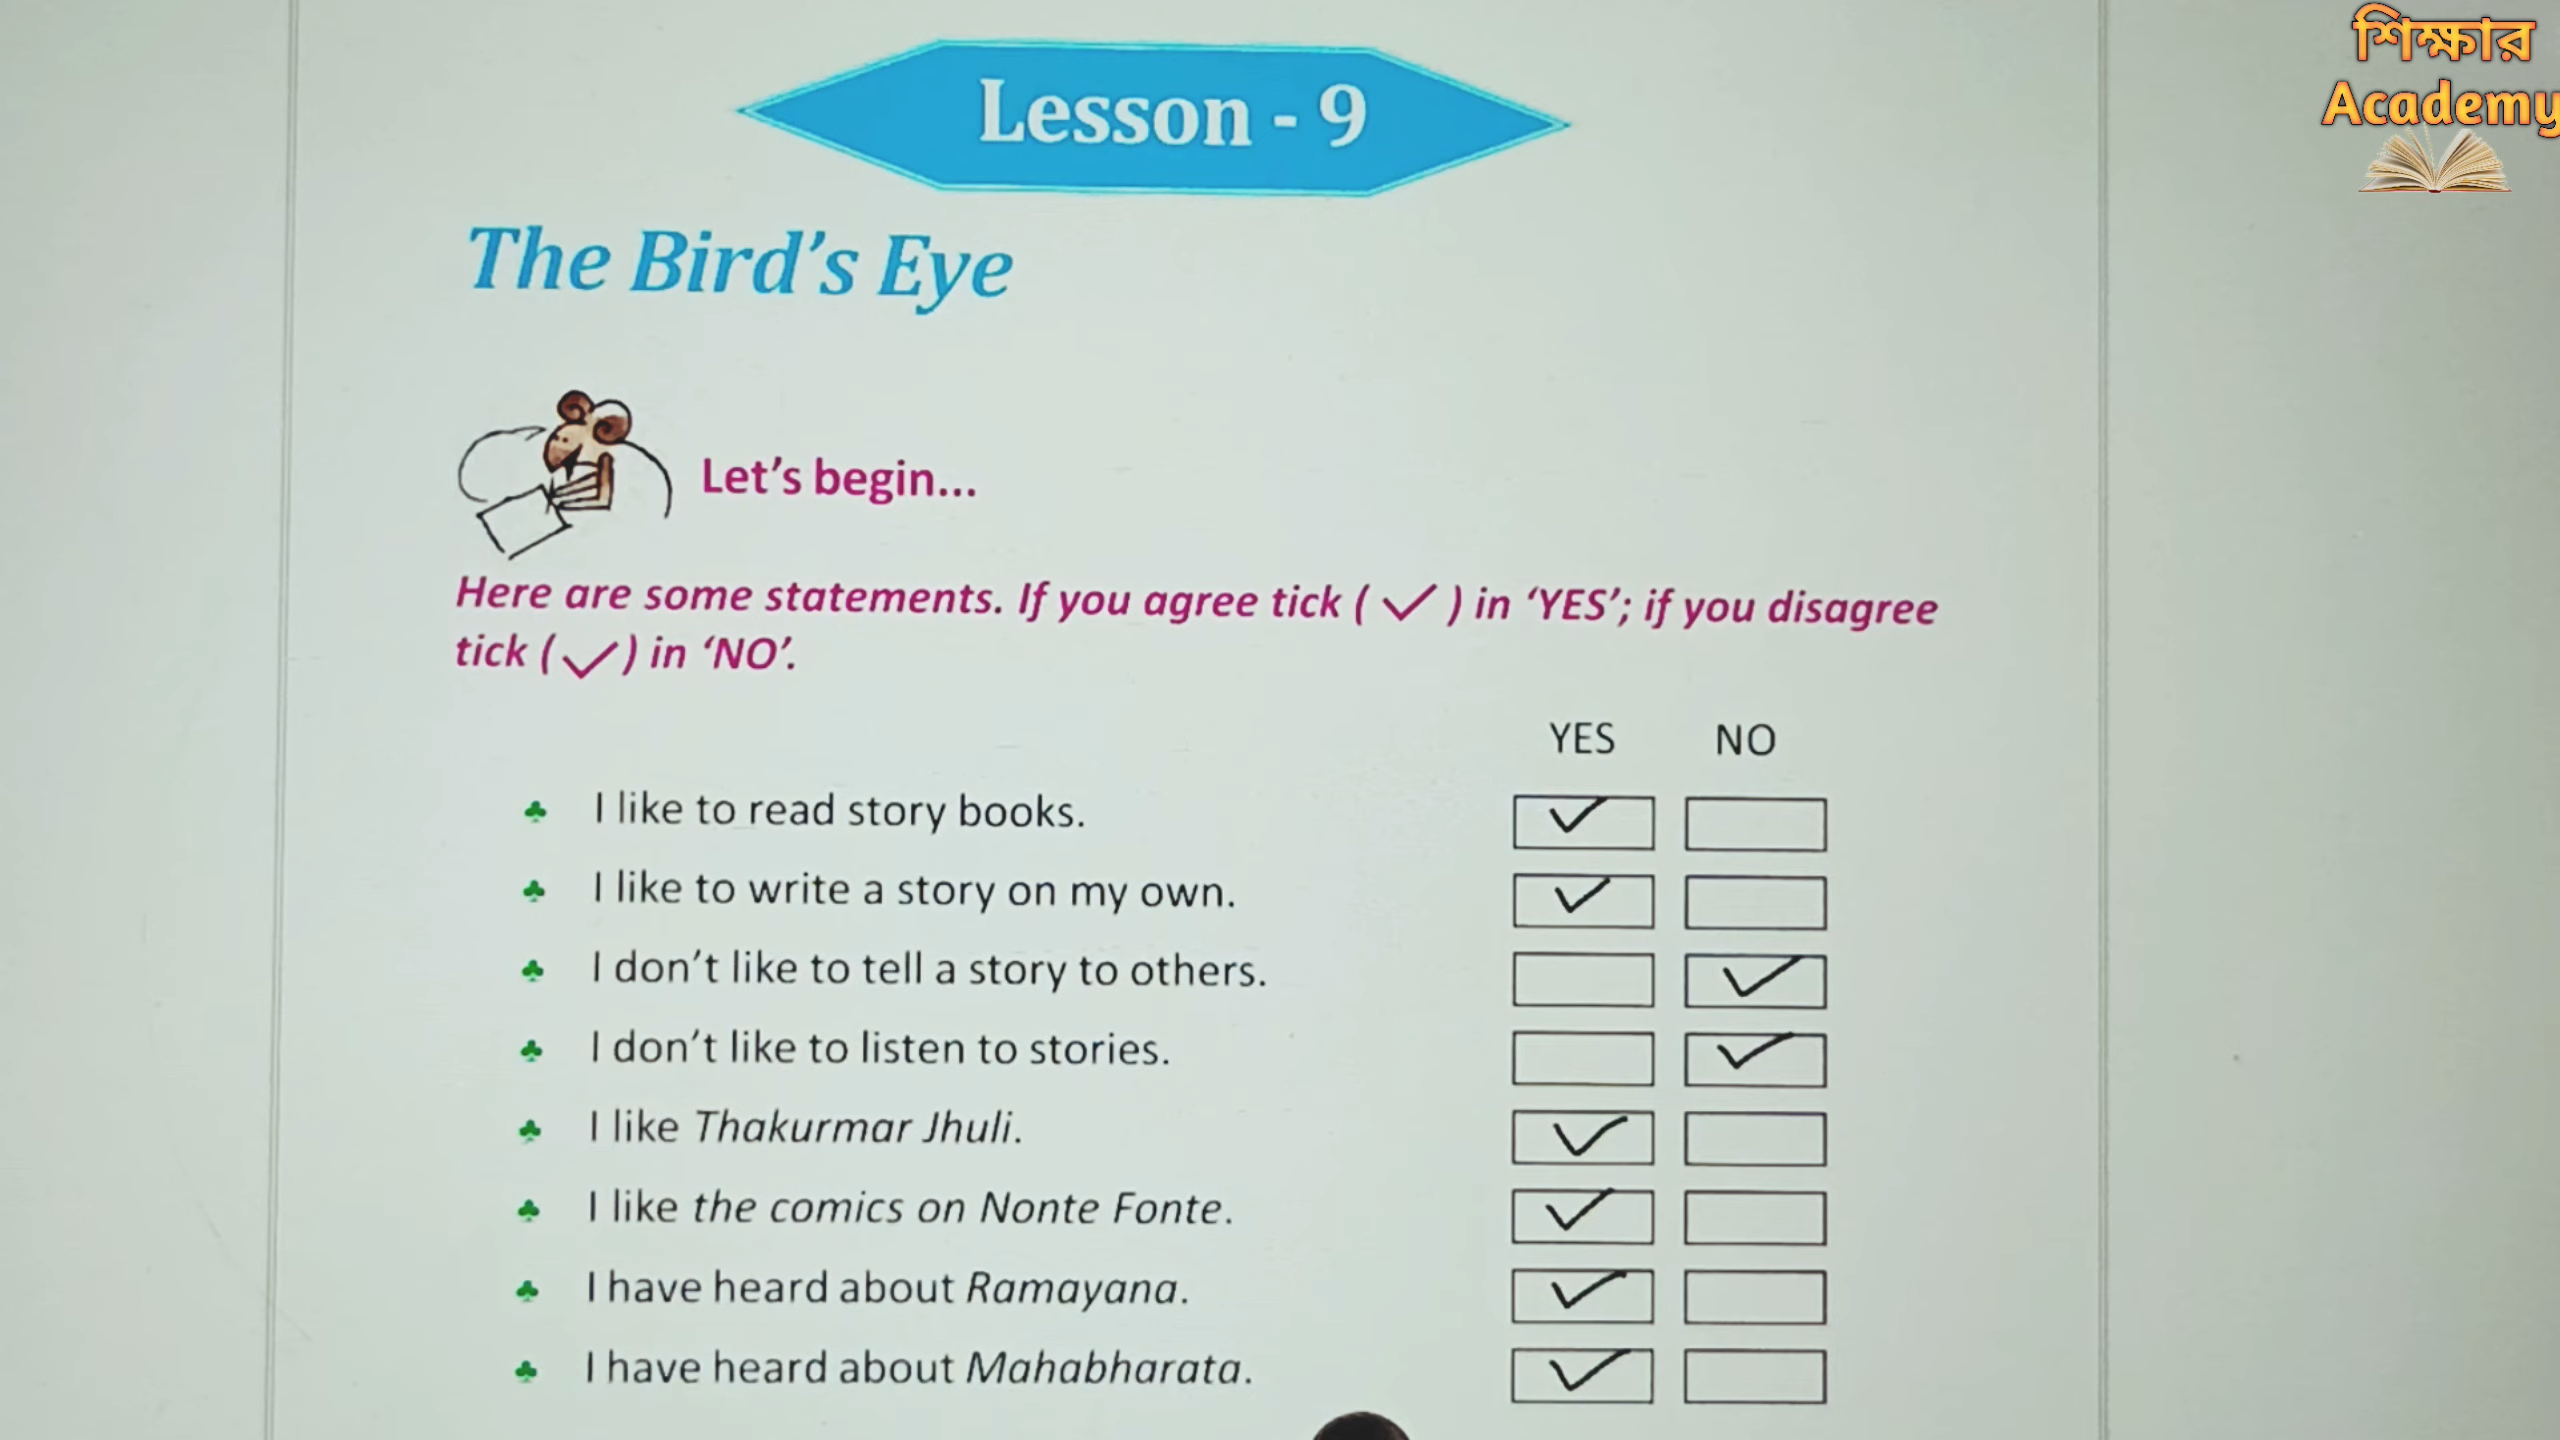 শিক্ষার
Academy
Lesson - 9
The Bird's Eye
Let's begin...
Here are some statements. If you agree tick ( ✓ ) in 'YES'; if you disagree
tick ( ✓ ) in 'NO'.
YES NO
♣ I like to read story books. ✓
♣ I like to write a story on my own. ✓
♣ I don't like to tell a story to others. ✓
♣ I don't like to listen to stories. ✓
♣ I like Thakurmar Jhuli. ✓
♣ I like the comics on Nonte Fonte. ✓
♣ I have heard about Ramayana. ✓
♣ I have heard about Mahabharata. ✓